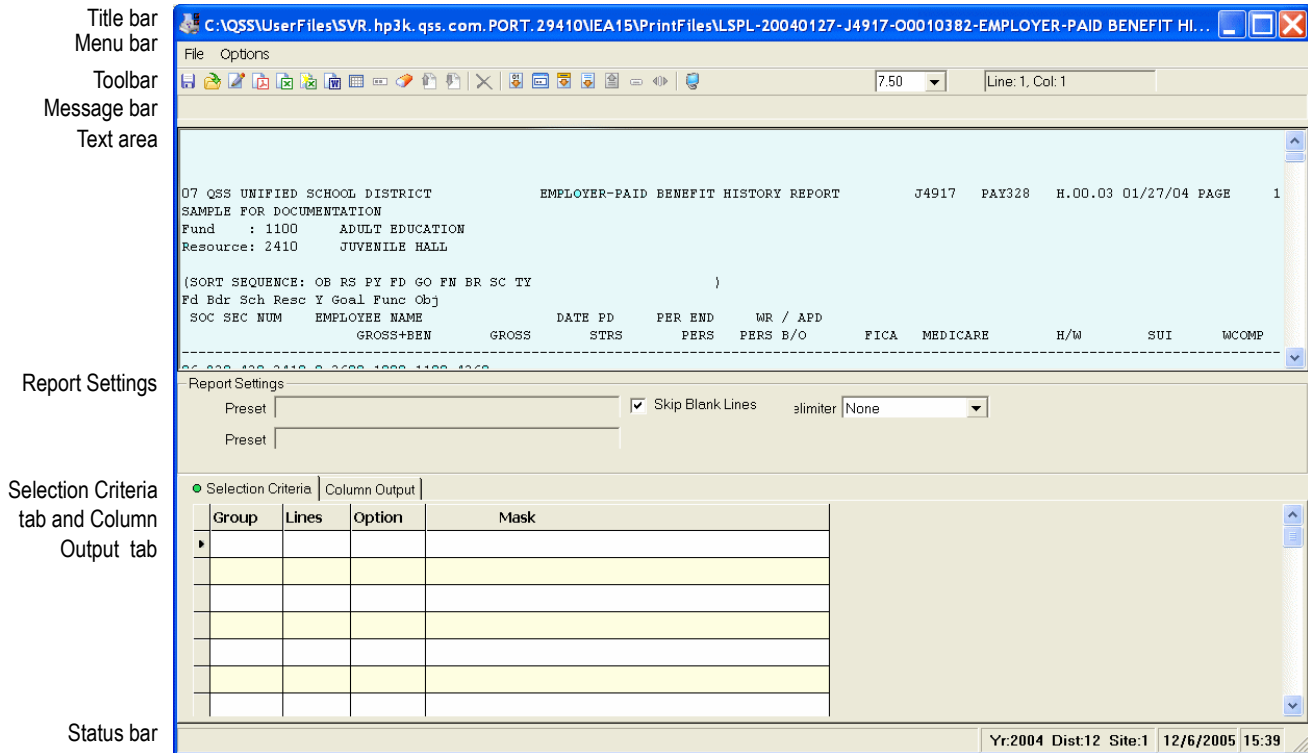 Title bar
C:\QSS\UserFiles\SVR.hp3k.qss.com.PORT.29410\IEA15\PrintFiles\LSPL-20040127-J4917-O0010382-EMPLOYER-PAID BENEFIT HI...
Menu bar
File Options
Toolbar
7.50
Line: 1, Col: 1
Message bar
Text area
07 QSS UNIFIED SCHOOL DISTRICT EMPLOYER-PAID BENEFIT HISTORY REPORT J4917 PAY328 H.00.03 01/27/04 PAGE 1
SAMPLE FOR DOCUMENTATION
Fund : 1100 ADULT EDUCATION
Resource: 2410 JUVENILE HALL
(SORT SEQUENCE: OB RS PY FD GO FN BR SC TY )
Fd Bdr Sch Resc Y Goal Func Obj
SOC SEC NUM EMPLOYEE NAME DATE PD PER END WR / APD
GROSS+BEN GROSS STRS PERS PERS B/O FICA MEDICARE H/W SUI WCOMP
Report Settings
Report Settings
Preset
Skip Blank Lines
elimiter None
Preset
Selection Criteria
tab and Column
Output tab
Selection Criteria Column Output
Group Lines Option Mask
Status bar
Yr:2004 Dist:12 Site:1 12/6/2005 15:39